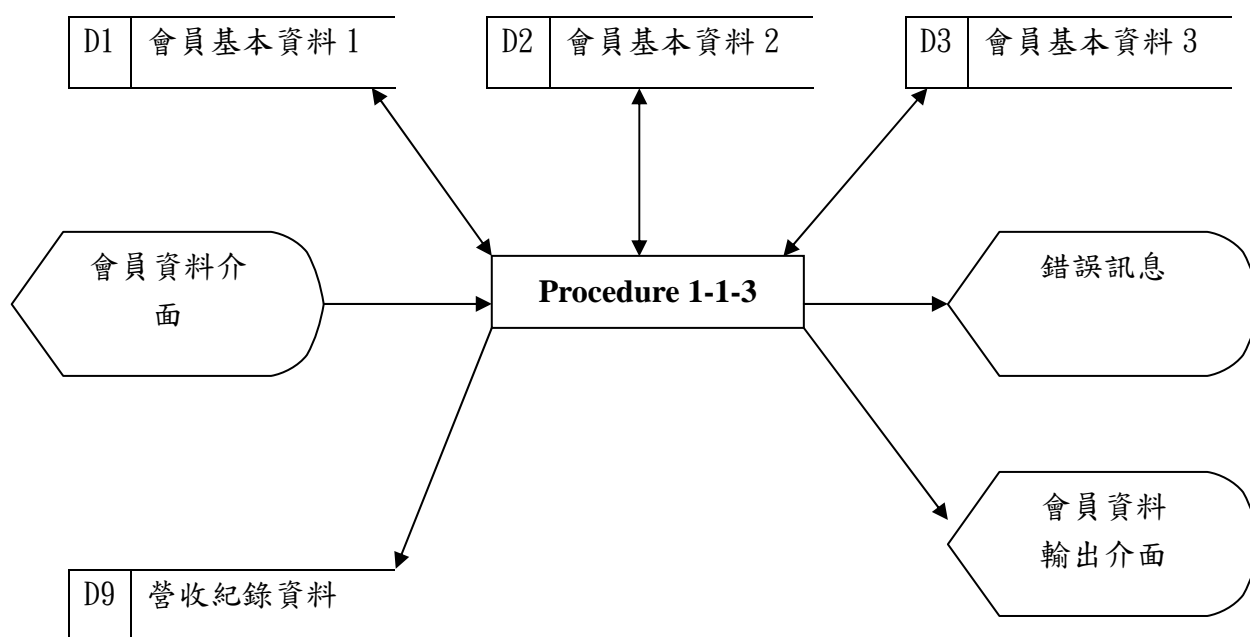 D1 會員基本資料 1
D2 會員基本資料 2
D3 會員基本資料 3
會員資料介
面
Procedure 1-1-3
錯誤訊息
會員資料
輸出介面
D9 營收紀錄資料